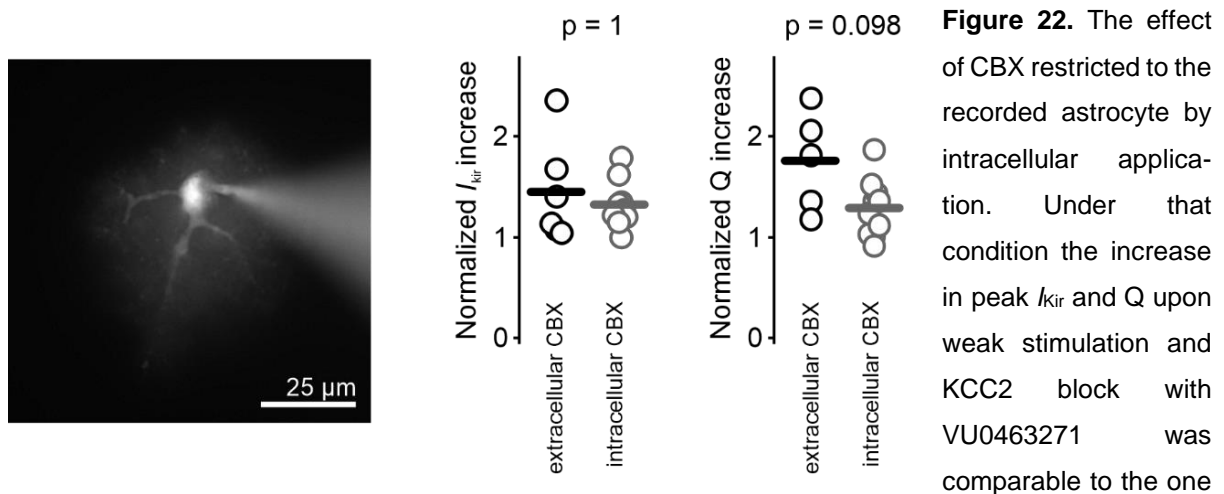 p = 1
p = 0.098
Normalized Ikir increase
2
1
0
extracellular CBX
intracellular CBX
Normalized Q increase
2
1
0
extracellular CBX
intracellular CBX
25 µm
Figure 22. The effect
of CBX restricted to the
recorded astrocyte by
intracellular applica-
tion. Under that
condition the increase
in peak IKir and Q upon
weak stimulation and
KCC2 block with
VU0463271 was
comparable to the one